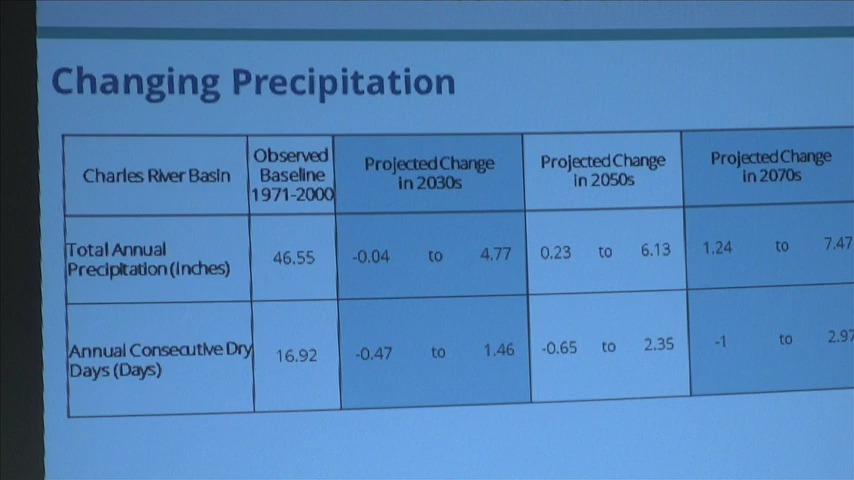 Changing Precipitation
Charles River Basin
Observed
Baseline
1971-2000
Projected Change
in 2030s
Projected Change
in 2050s
Projected Change
in 2070s
Total Annual
Precipitation (Inches)
46.55
-0.04 to 4.77
0.23 to 6.13
1.24 to 7.47
Annual Consecutive Dry
Days (Days)
16.92
-0.47 to 1.46
-0.65 to 2.35
-1 to 2.97